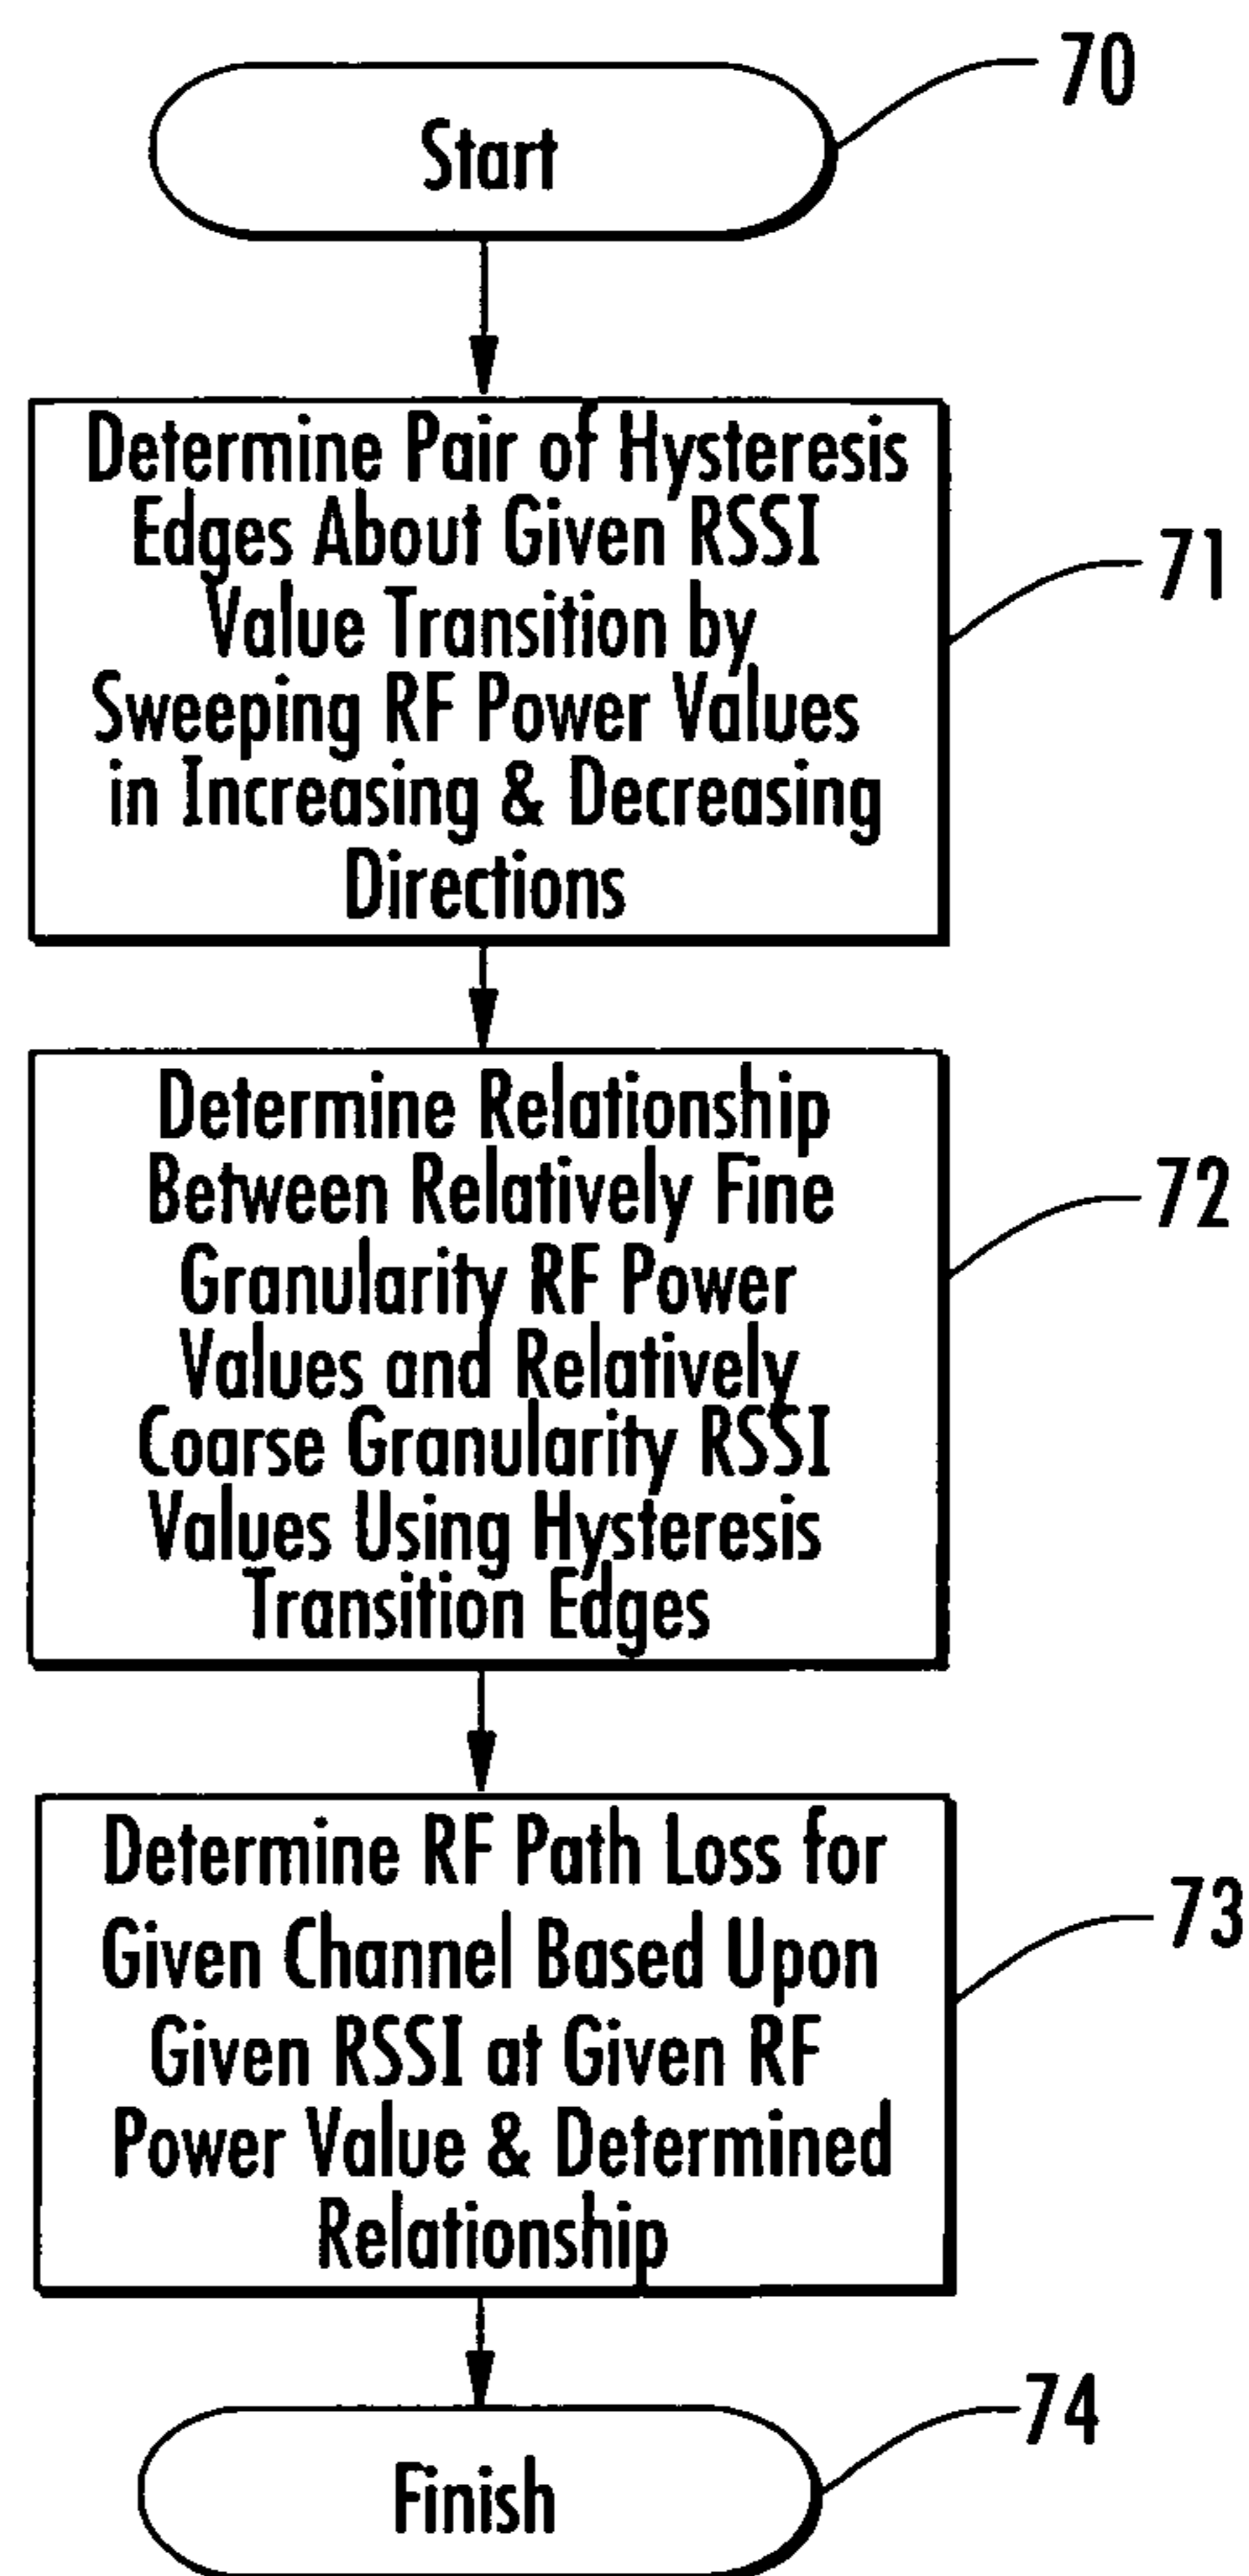 70
Start
Determine Pair of Hysteresis
Edges About Given RSSI
Value Transition by
Sweeping RF Power Values
in Increasing & Decreasing
Directions
71
Determine Relationship
Between Relatively Fine
Granularity RF Power
Values and Relatively
Coarse Granularity RSSI
Values Using Hysteresis
Transition Edges
72
Determine RF Path Loss for
Given Channel Based Upon
Given RSSI at Given RF
Power Value & Determined
Relationship
73
74
Finish